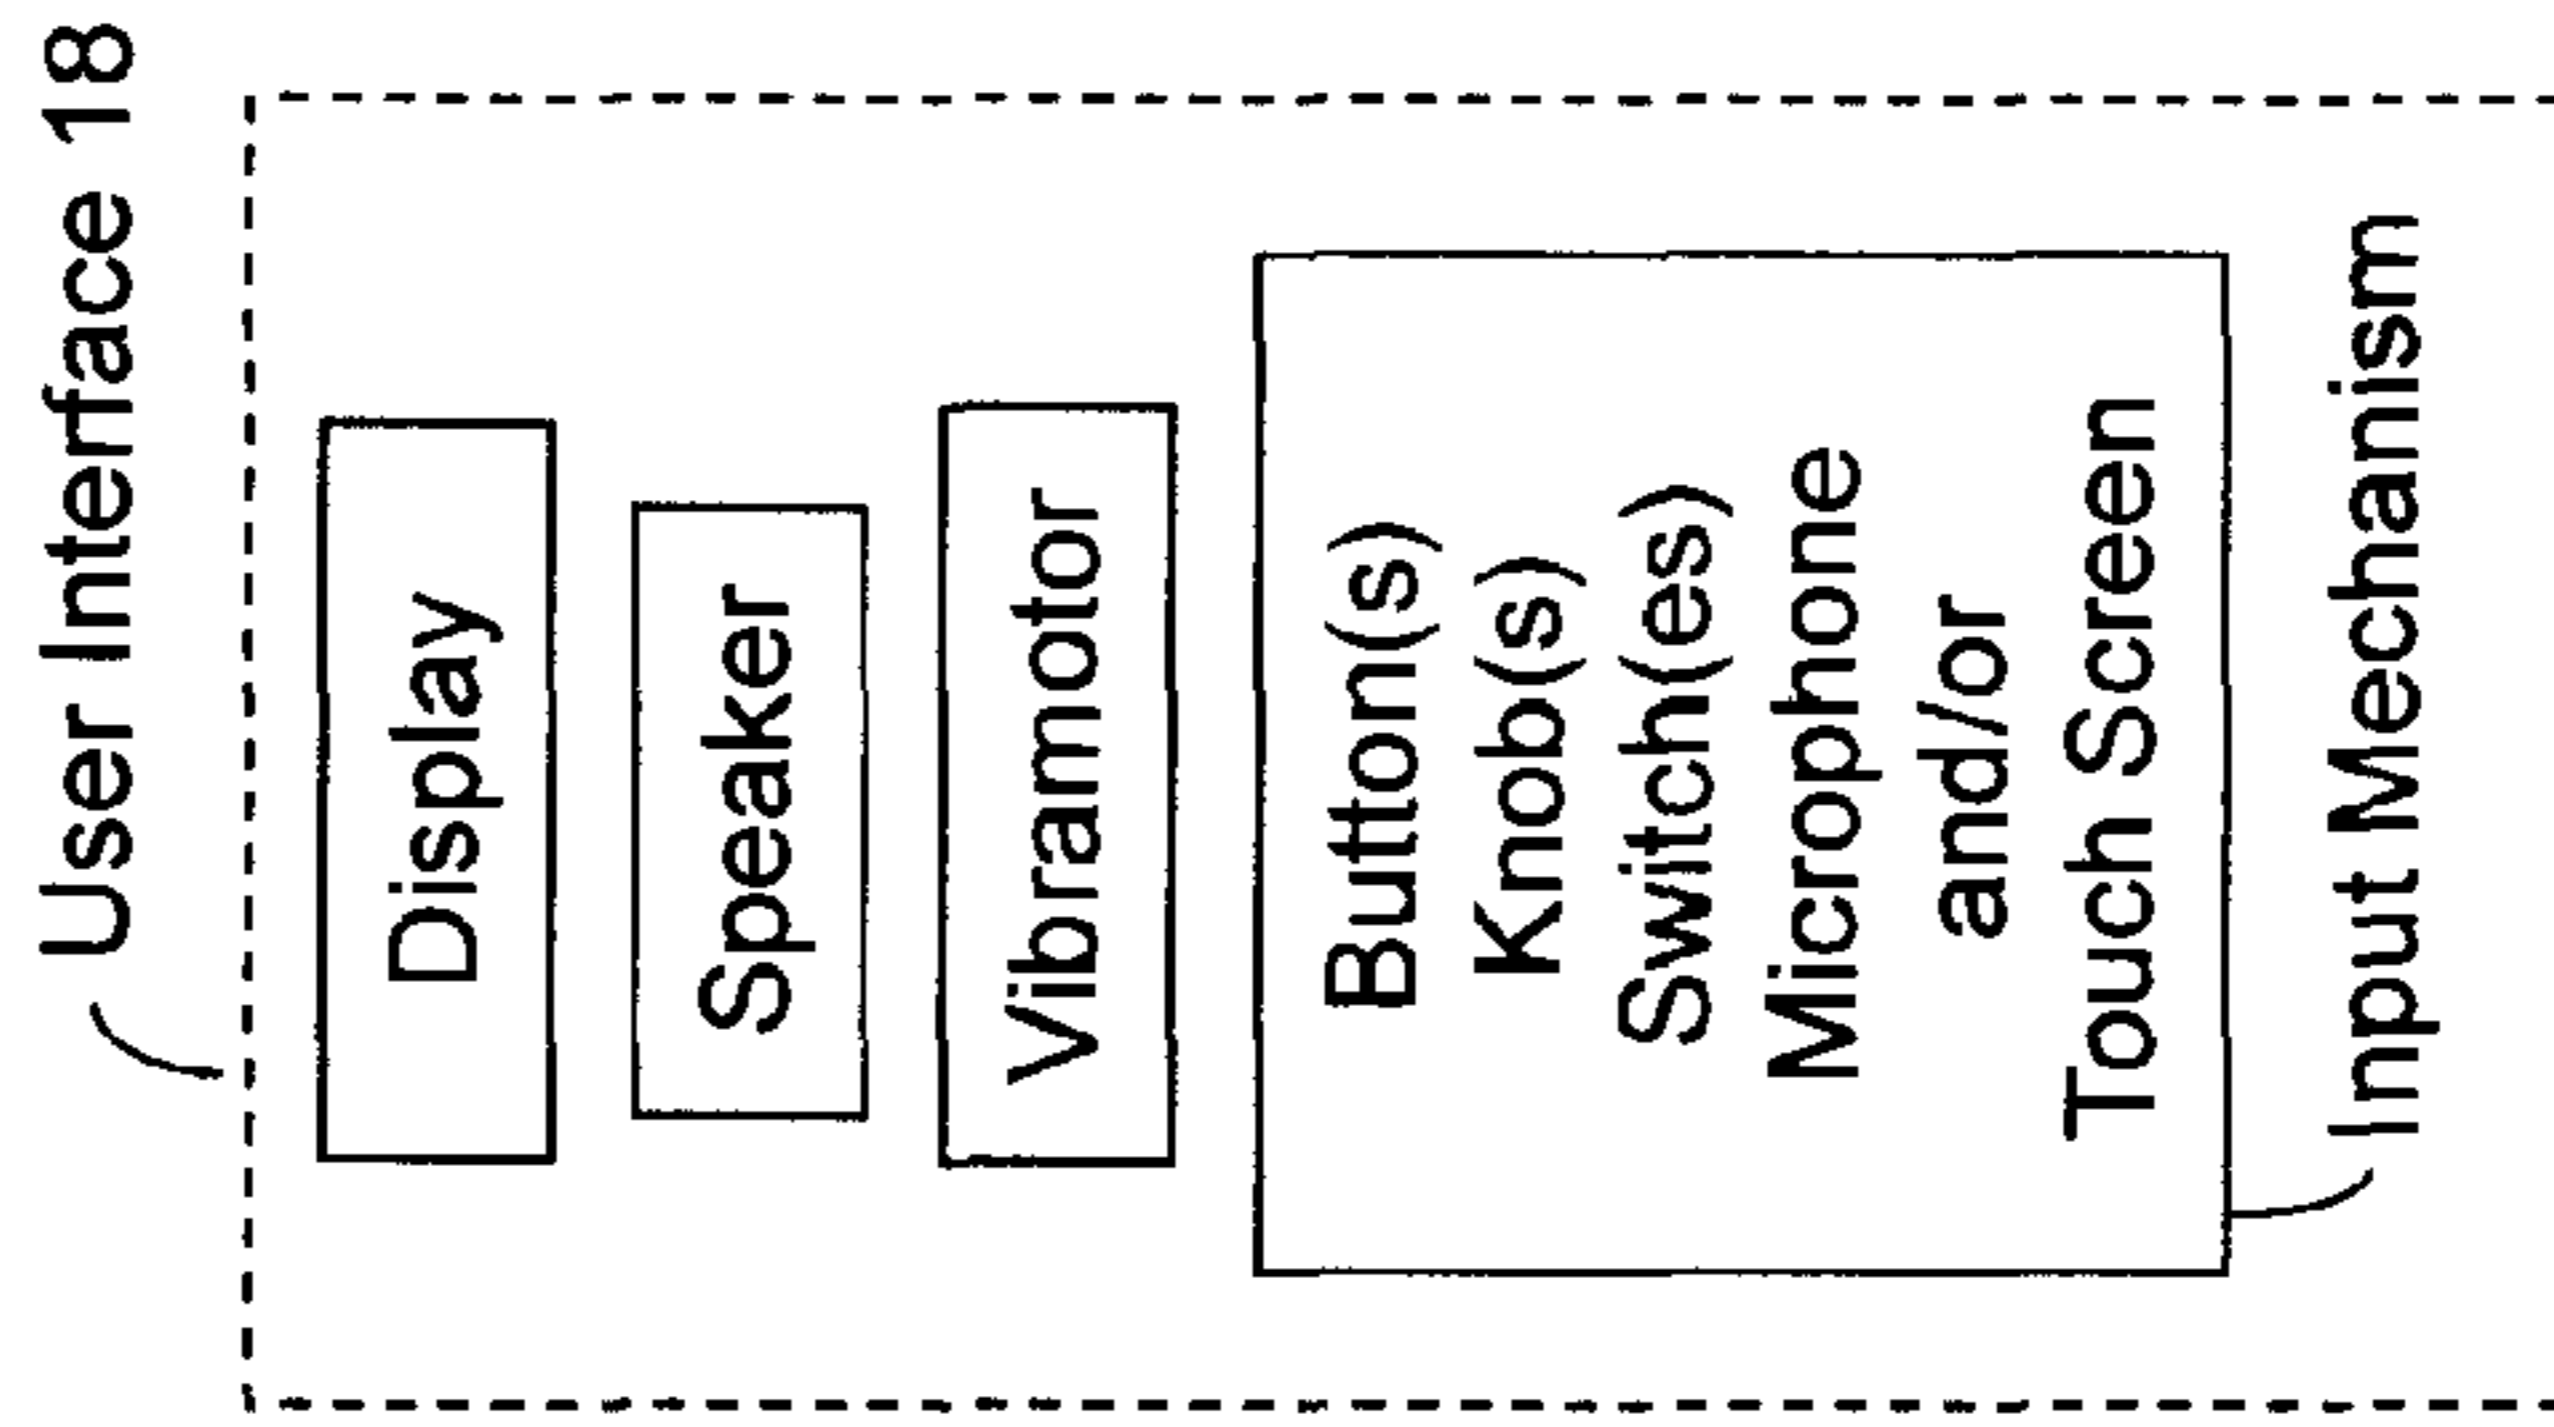 User Interface 18
Display
Speaker
Vibramotor
Button(s)
Knob(s)
Switch(es)
Microphone
and/or
Touch Screen
Input Mechanism